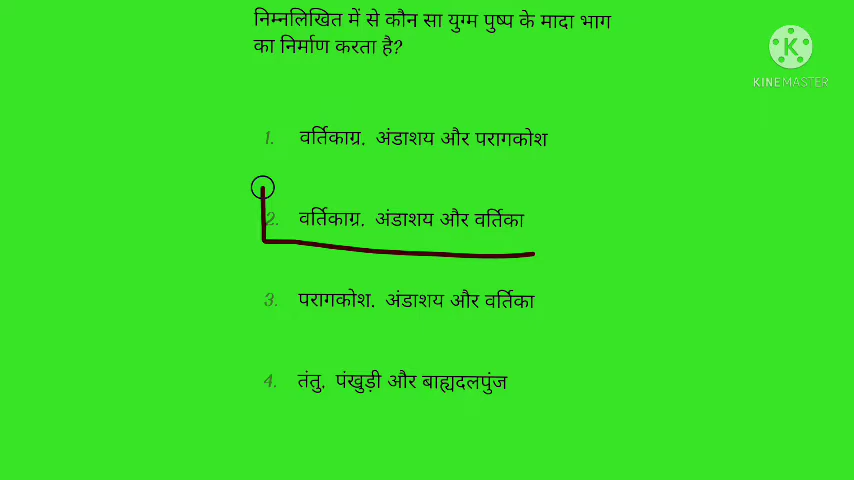 निम्नलिखित में से कौन सा युग्म पुष्प के मादा भाग
का निर्माण करता है?
K
KINEMASTER
1. वर्तिकाग्र. अंडाशय और परागकोश
2. वर्तिकाग्र. अंडाशय और वर्तिका
3. परागकोश. अंडाशय और वर्तिका
4. तंतु. पंखुड़ी और बाह्यदलपुंज